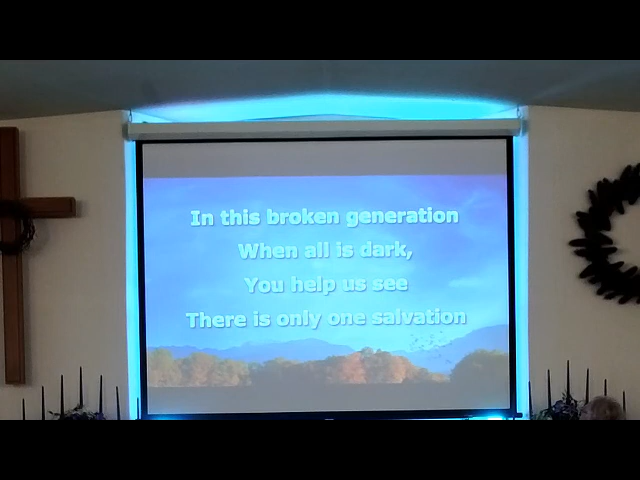 In this broken generation
When all is dark,
You help us see
There is only one salvation